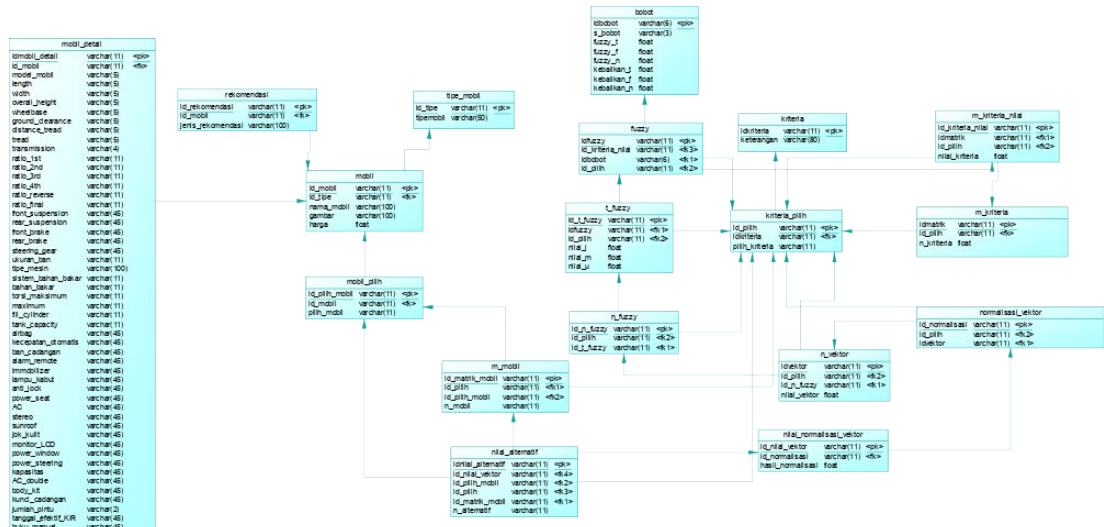 mobil_detail
idmobil_detail varchar(11) <pk>
id_mobil varchar(11) <fk>
model_mobil varchar(5)
length varchar(5)
width varchar(5)
overall_height varchar(5)
wheelbase varchar(5)
ground_clearance varchar(5)
distance_tread varchar(5)
tread varchar(5)
transmission varchar(4)
ratio_1st varchar(11)
ratio_2nd varchar(11)
ratio_3rd varchar(11)
ratio_4th varchar(11)
ratio_reverse varchar(11)
ratio_final varchar(11)
front_suspension varchar(45)
rear_suspension varchar(45)
front_brake varchar(45)
rear_brake varchar(45)
steering_gear varchar(45)
ukuran_ban varchar(11)
tipe_mesin varchar(100)
sistem_bahan_bakar varchar(11)
bahan_bakar varchar(11)
torsi_maksimum varchar(11)
maximum varchar(11)
fili_cylinder varchar(11)
tank_capacity varchar(11)
airbag varchar(45)
kecepatan_otomatis varchar(45)
ban_cadangan varchar(45)
alarm_remote varchar(45)
immobilizer varchar(45)
lampu_kabut varchar(45)
anti_lock varchar(45)
power_seat varchar(45)
AC varchar(45)
stereo varchar(45)
sunroof varchar(45)
jok_kulit varchar(45)
monitor_LCD varchar(45)
power_window varchar(45)
power_steering varchar(45)
kapasitas varchar(45)
AC_double varchar(45)
body_kit varchar(45)
kunci_cadangan varchar(45)
jumlah_pintu varchar(2)
tanggal_efektif_KIR varchar(45)
rekomendasi
id_rekomendasi varchar(11) <pk>
id_mobil varchar(11) <fk>
jenis_rekomendasi varchar(100)
tipe_mobil
id_tipe varchar(11) <pk>
tipemobil varchar(50)
mobil
id_mobil varchar(11) <pk>
id_tipe varchar(11) <fk>
nama_mobil varchar(100)
gambar varchar(100)
harga float
mobil_pilih
id_pilih_mobil varchar(11) <pk>
id_mobil varchar(11) <fk>
pilih_mobil varchar(11)
m_mobil
id_matrik_mobil varchar(11) <pk>
id_pilih varchar(11) <fk1>
id_pilih_mobil varchar(11) <fk2>
n_mobil varchar(11)
nilai_alternatif
idnilai_alternatif varchar(11) <pk>
id_nilai_vektor varchar(11) <fk4>
id_pilih_mobil varchar(11) <fk2>
id_pilih varchar(11) <fk3>
id_matrik_mobil varchar(11) <fk1>
n_alternatif varchar(11)
bobot
idbobot varchar(6) <pk>
s_bobot varchar(3)
fuzzy_t float
fuzzy_f float
fuzzy_n float
kebalikan_t float
kebalikan_f float
kebalikan_n float
fuzzy
idfuzzy varchar(11) <pk>
id_kriteria_nilai varchar(11) <fk3>
idbobot varchar(6) <fk1>
id_pilih varchar(11) <fk2>
t_fuzzy
id_t_fuzzy varchar(11) <pk>
idfuzzy varchar(11) <fk1>
id_pilih varchar(11) <fk2>
nilai_l float
nilai_m float
nilai_u float
n_fuzzy
id_n_fuzzy varchar(11) <pk>
id_pilih varchar(11) <fk2>
id_t_fuzzy varchar(11) <fk1>
kriteria
idkriteria varchar(11) <pk>
keterangan varchar(80)
kriteria_pilih
id_pilih varchar(11) <pk>
idkriteria varchar(11) <fk>
pilih_kriteria varchar(11)
m_kriteria_nilai
id_kriteria_nilai varchar(11) <pk>
idmatrik varchar(11) <fk1>
id_pilih varchar(11) <fk2>
nilai_kriteria float
m_kriteria
idmatrik varchar(11) <pk>
id_pilih varchar(11) <fk>
n_kriteria float
normalisasi_vektor
id_normalisasi varchar(11) <pk>
id_pilih varchar(11) <fk2>
idvektor varchar(11) <fk1>
n_vektor
idvektor varchar(11) <pk>
id_pilih varchar(11) <fk2>
id_n_fuzzy varchar(11) <fk1>
nilai_vektor float
nilai_normalisasi_vektor
id_nilai_vektor varchar(11) <pk>
id_normalisasi varchar(11) <fk>
hasil_normalisasi float